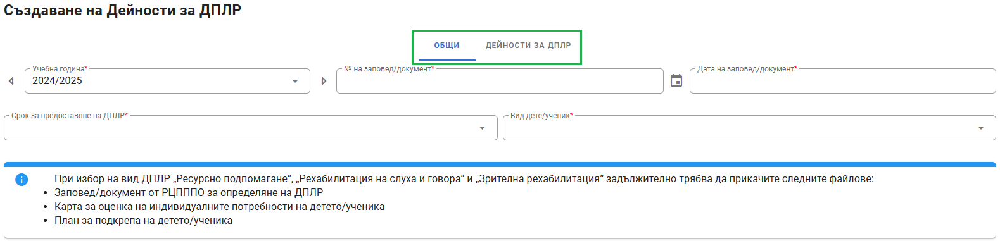 Създаване на Дейности за ДПЛР
ОБЩИ ДЕЙНОСТИ ЗА ДПЛР
Учебна година* № на заповед/документ* Дата на заповед/документ*
2024/2025
Срок за предоставяне на ДПЛР* Вид дете/ученик*
При избор на вид ДПЛР „Ресурсно подпомагане“, „Рехабилитация на слуха и говора“ и „Зрителна рехабилитация“ задължително трябва да прикачите следните файлове:
• Заповед/документ от РЦПППО за определяне на ДПЛР
• Карта за оценка на индивидуалните потребности на детето/ученика
• План за подкрепа на детето/ученика